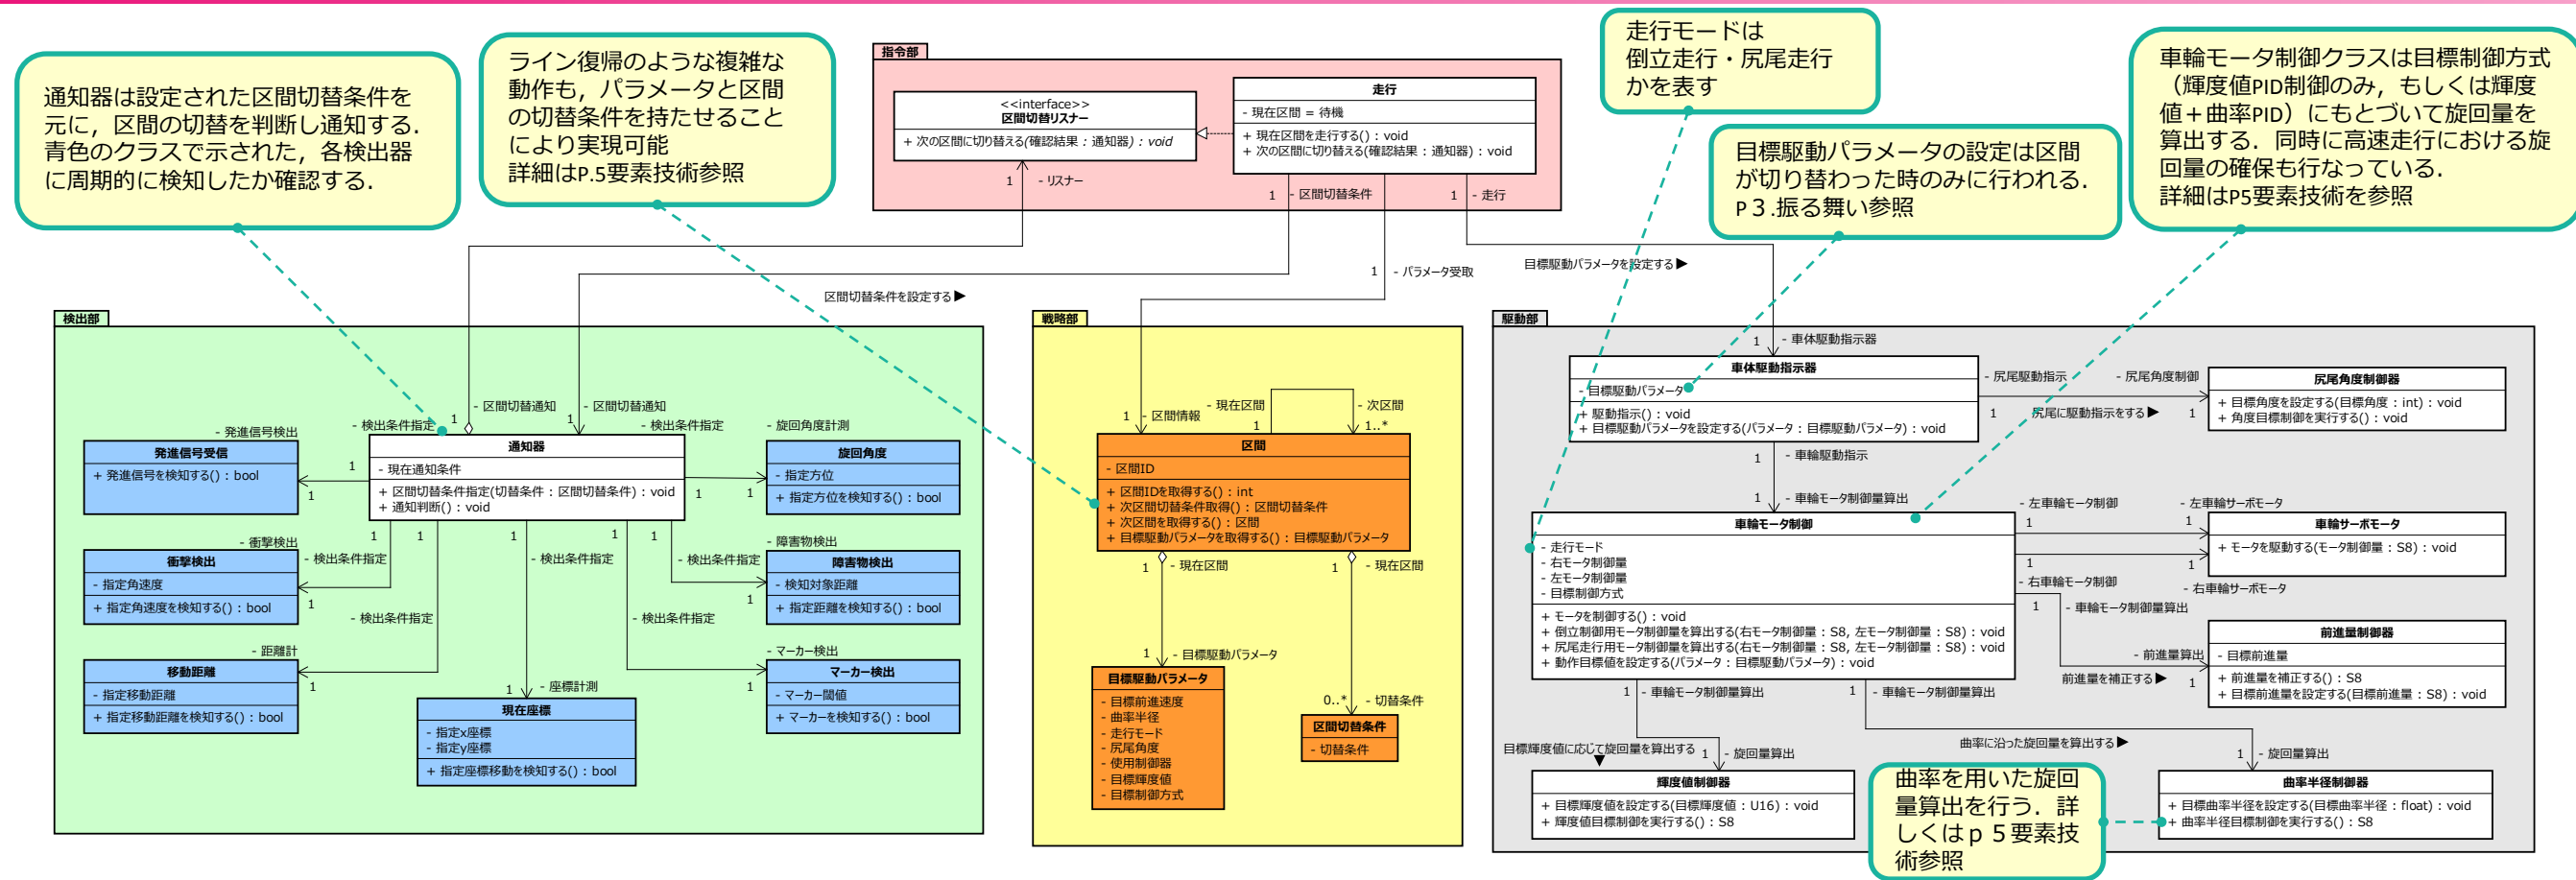 通知器は設定された区間切替条件を
元に，区間の切替を判断し通知する．
青色のクラスで示された，各検出器
に周期的に検知したか確認する．
ライン復帰のような複雑な
動作も，パラメータと区間
の切替条件を持たせること
により実現可能
詳細はP.5要素技術参照
走行モードは
倒立走行・尻尾走行
かを表す
目標駆動パラメータの設定は区間
が切り替わった時のみに行われる．
P３.振る舞い参照
車輪モータ制御クラスは目標制御方式
（輝度値PID制御のみ，もしくは輝度
値＋曲率PID）にもとづいて旋回量を
算出する．同時に高速走行における旋
回量の確保も行なっている．
詳細はP5要素技術を参照
指令部
<<interface>>
区間切替リスナー
+ 次の区間に切り替える(確認結果 : 通知器) : void
走行
- 現在区間 = 待機
+ 現在区間を走行する() : void
+ 次の区間に切り替える(確認結果 : 通知器) : void
1 - リスナー
1 - 区間切替条件
1 - 走行
1 - パラメータ受取
区間切替条件を設定する▶
目標駆動パラメータを設定する▶
検出部
- 区間切替通知
1
- 区間切替通知
1
- 発進信号検出
- 検出条件指定
- 検出条件指定
- 旋回角度計測
発進信号受信
+ 発進信号を検知する() : bool
1
1
通知器
- 現在通知条件
+ 区間切替条件指定(切替条件 : 区間切替条件) : void
+ 通知判断() : void
1
1
旋回角度
- 指定方位
+ 指定方位を検知する() : bool
1
1
1
1
1
- 衝撃検出
- 検出条件指定
- 検出条件指定
- 検出条件指定
- 障害物検出
衝撃検出
- 指定角速度
+ 指定角速度を検知する() : bool
1
障害物検出
- 検知対象距離
+ 指定距離を検知する() : bool
1
- 検出条件指定
- 検出条件指定
- 距離計
- マーカー検出
移動距離
- 指定移動距離
+ 指定移動距離を検知する() : bool
1
1 - 座標計測
現在座標
- 指定x座標
- 指定y座標
+ 指定座標移動を検知する() : bool
マーカー検出
- マーカー閾値
+ マーカーを検知する() : bool
1
戦略部
1 - 区間情報
- 現在区間
1
- 次区間
1..*
区間
- 区間ID
+ 区間IDを取得する() : int
+ 次区間切替条件取得() : 区間切替条件
+ 次区間を取得する() : 区間
+ 目標駆動パラメータを取得する() : 目標駆動パラメータ
1 - 現在区間
1 - 現在区間
1 - 目標駆動パラメータ
0..* - 切替条件
目標駆動パラメータ
- 目標前進速度
- 曲率半径
- 走行モード
- 尻尾角度
- 使用制御器
- 目標輝度値
- 目標制御方式
区間切替条件
- 切替条件
駆動部
1 - 車体駆動指示器
車体駆動指示器
- 目標駆動パラメータ
+ 駆動指示() : void
+ 目標駆動パラメータを設定する(パラメータ : 目標駆動パラメータ) : void
- 尻尾駆動指示
- 尻尾角度制御
1
尻尾に駆動指示をする▶
1
尻尾角度制御器
+ 目標角度を設定する(目標角度 : int) : void
+ 角度目標制御を実行する() : void
1 - 車輪駆動指示
1 - 車輪モータ制御量算出
車輪モータ制御
- 走行モード
- 右モータ制御量
- 左モータ制御量
- 目標制御方式
+ モータを制御する() : void
+ 倒立制御用モータ制御量を算出する(右モータ制御量 : S8, 左モータ制御量 : S8) : void
+ 尻尾走行用モータ制御量を算出する(右モータ制御量 : S8, 左モータ制御量 : S8) : void
+ 動作目標値を設定する(パラメータ : 目標駆動パラメータ) : void
- 左車輪モータ制御
- 左車輪サーボモータ
1
1
1
1
- 右車輪モータ制御
- 右車輪サーボモータ
車輪サーボモータ
+ モータを駆動する(モータ制御量 : S8) : void
1 - 車輪モータ制御量算出
- 前進量算出
前進量を補正する▶
1
前進量制御器
- 目標前進量
+ 前進量を補正する() : S8
+ 目標前進量を設定する(目標前進量 : S8) : void
1 - 車輪モータ制御量算出
1 - 車輪モータ制御量算出
目標輝度値に応じて旋回量を算出する
▼
1 - 旋回量算出
曲率に沿った旋回量を算出する▶
1 - 旋回量算出
輝度値制御器
+ 目標輝度値を設定する(目標輝度値 : U16) : void
+ 輝度値目標制御を実行する() : S8
曲率半径制御器
+ 目標曲率半径を設定する(目標曲率半径 : float) : void
+ 曲率半径目標制御を実行する() : S8
曲率を用いた旋回
量算出を行う．詳
しくはｐ５要素技
術参照